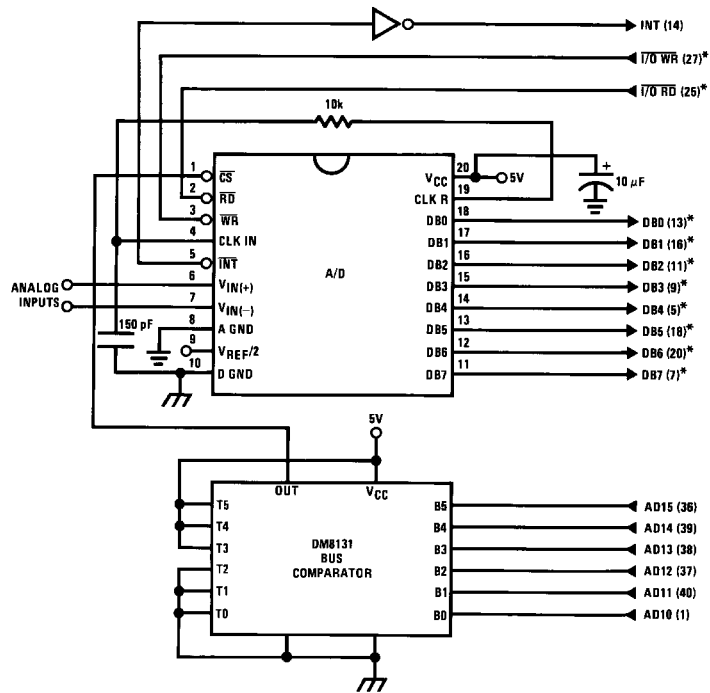 INT (14)
I/O WR (27)*
I/O RD (25)*
10k
1 CS
2 RD
3 WR
4 CLK IN
5 INT
6 VIN(+)
7 VIN(−)
8 A GND
9 VREF/2
10 D GND
A/D
ANALOG
INPUTS
150 pF
VCC 20
5V
+
10 μF
CLK R 19
DB0 18 DB0 (13)*
DB1 17 DB1 (16)*
DB2 16 DB2 (11)*
DB3 15 DB3 (9)*
DB4 14 DB4 (5)*
DB5 13 DB5 (18)*
DB6 12 DB6 (20)*
DB7 11 DB7 (7)*
5V
OUT
VCC
T5
T4
T3
T2
T1
T0
DM8131
BUS
COMPARATOR
B5 AD15 (36)
B4 AD14 (39)
B3 AD13 (38)
B2 AD12 (37)
B1 AD11 (40)
B0 AD10 (1)